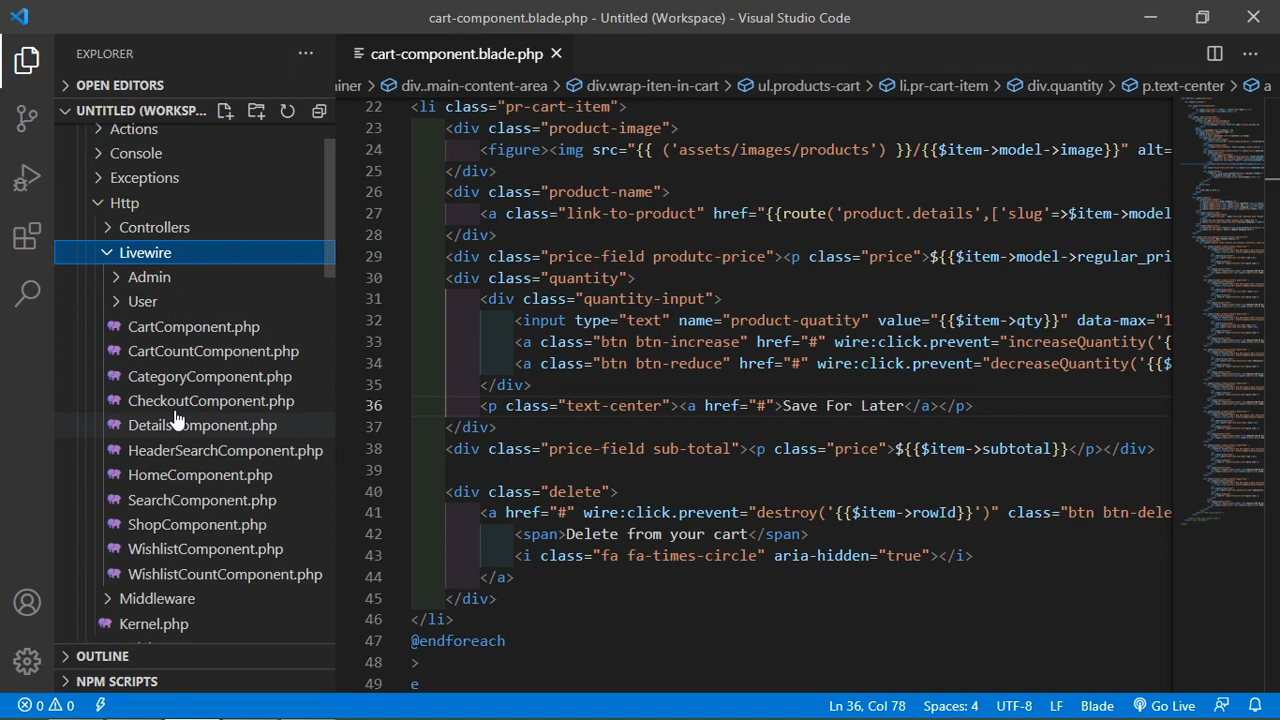 cart-component.blade.php - Untitled (Workspace) - Visual Studio Code
EXPLORER
OPEN EDITORS
UNTITLED (WORKSP...
Actions
Console
Exceptions
Http
Controllers
Livewire
Admin
User
CartComponent.php
CartCountComponent.php
CategoryComponent.php
CheckoutComponent.php
DetailsComponent.php
HeaderSearchComponent.php
HomeComponent.php
SearchComponent.php
ShopComponent.php
WishlistComponent.php
WishlistCountComponent.php
Middleware
Kernel.php
OUTLINE
NPM SCRIPTS
cart-component.blade.php
iner > div..main-content-area > div.wrap-iten-in-cart > ul.products-cart > li.pr-cart-item > div.quantity > p.text-center > a
22 <li class="pr-cart-item">
23 <div class="product-image">
24 <figure><img src="{{ ('assets/images/products') }}/{{$item->model->image}}" alt=
25 </div>
26 <div class="product-name">
27 <a class="link-to-product" href="{{route('product.details',['slug'=>$item->model
28 </div>
29 <div class="price-field produtc-price"><p class="price">${{$item->model->regular_pri
30 <div class="quantity">
31 <div class="quantity-input">
32 <input type="text" name="product-quatity" value="{{$item->qty}}" data-max="1
33 <a class="btn btn-increase" href="#" wire:click.prevent="increaseQuantity('{
34 <a class="btn btn-reduce" href="#" wire:click.prevent="decreaseQuantity('{{$
35 </div>
36 <p class="text-center"><a href="#">Save For Later</a></p>
37 </div>
38 <div class="price-field sub-total"><p class="price">${{$item->subtotal}}</p></div>
39
40 <div class="delete">
41 <a href="#" wire:click.prevent="destroy('{{$item->rowId}}')" class="btn btn-dele
42 <span>Delete from your cart</span>
43 <i class="fa fa-times-circle" aria-hidden="true"></i>
44 </a>
45 </div>
46 </li>
47 @endforeach
48 >
49 e
0 0 Ln 36, Col 78 Spaces: 4 UTF-8 LF Blade Go Live